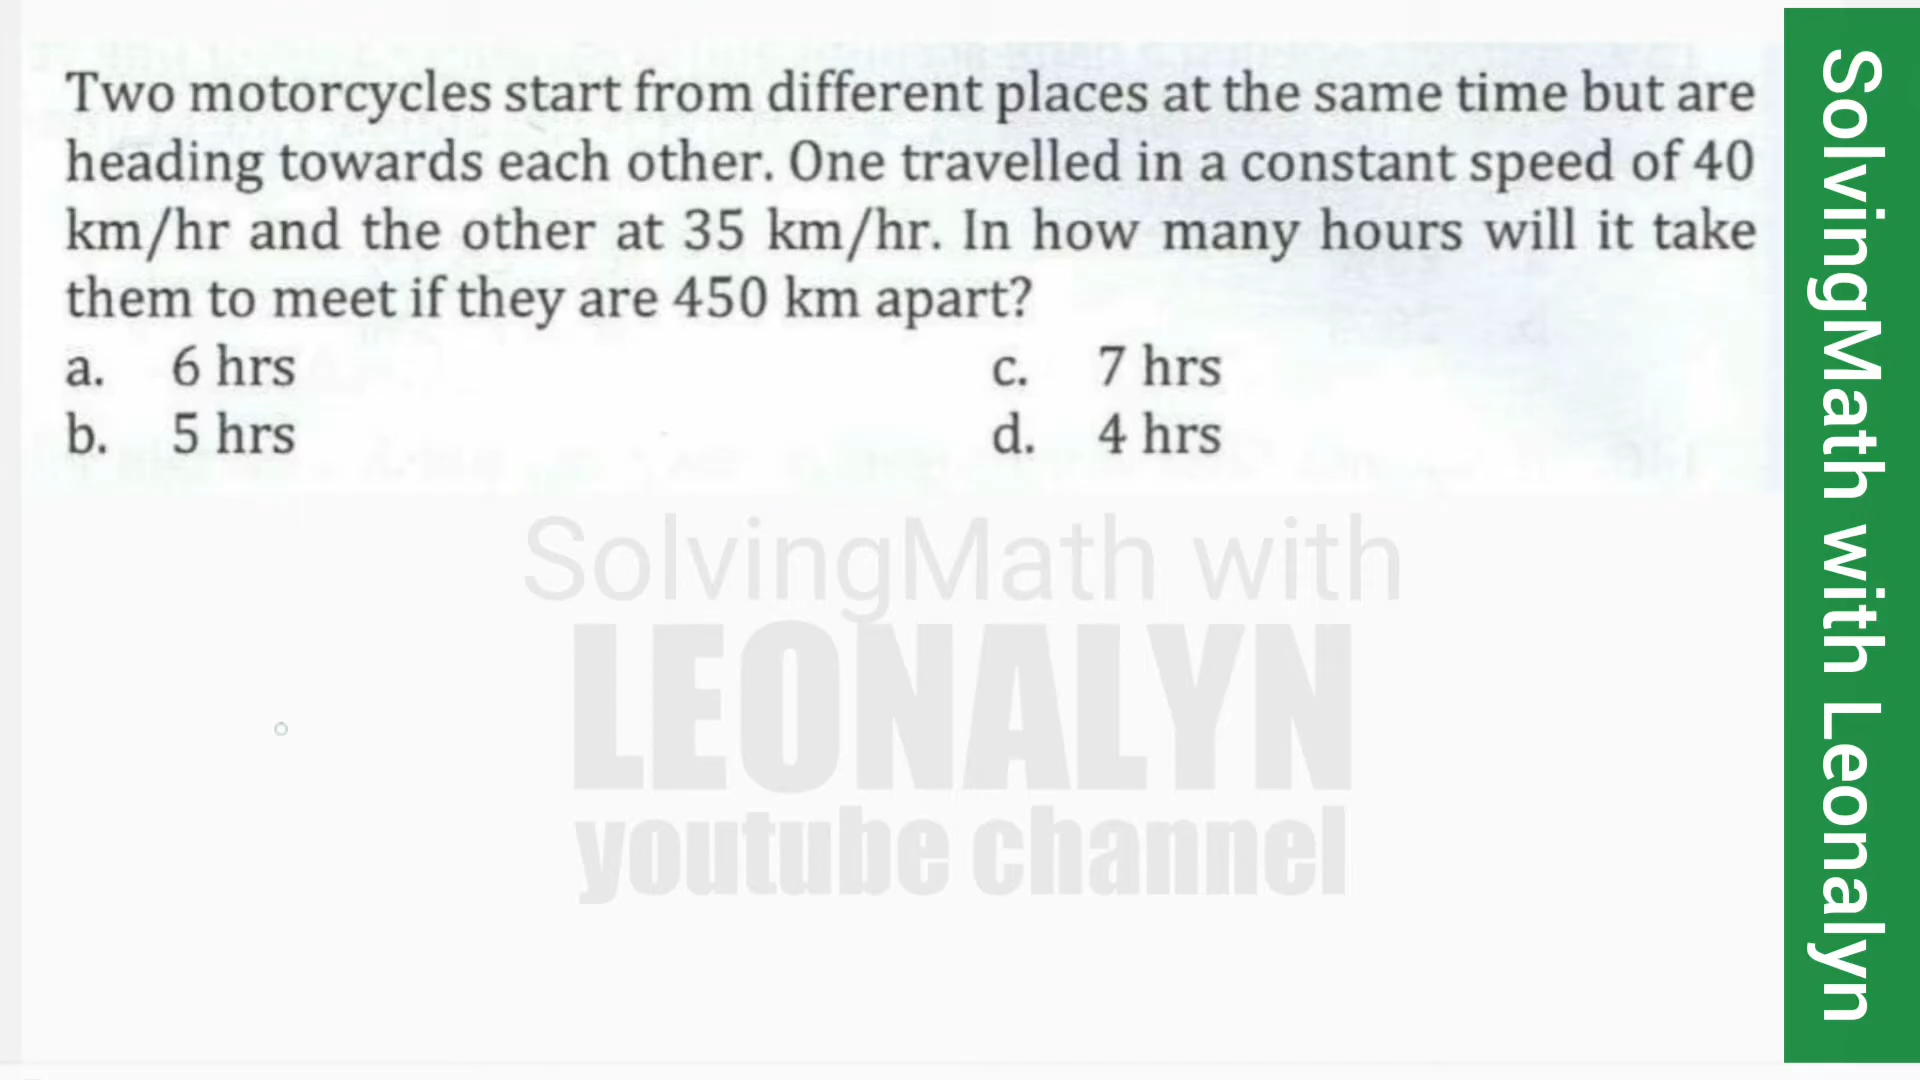 Two motorcycles start from different places at the same time but are
heading towards each other. One travelled in a constant speed of 40
km/hr and the other at 35 km/hr. In how many hours will it take
them to meet if they are 450 km apart?
a. 6 hrs c. 7 hrs
b. 5 hrs d. 4 hrs
SolvingMath with
LEONALYN
youtube channel
SolvingMath with Leonalyn